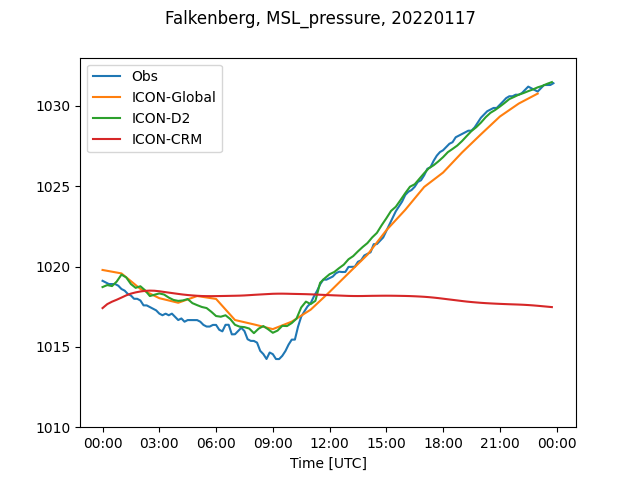 Falkenberg, MSL_pressure, 20220117
Obs
ICON-Global
ICON-D2
ICON-CRM
1030
1025
1020
1015
1010
00:00 03:00 06:00 09:00 12:00 15:00 18:00 21:00 00:00
Time [UTC]